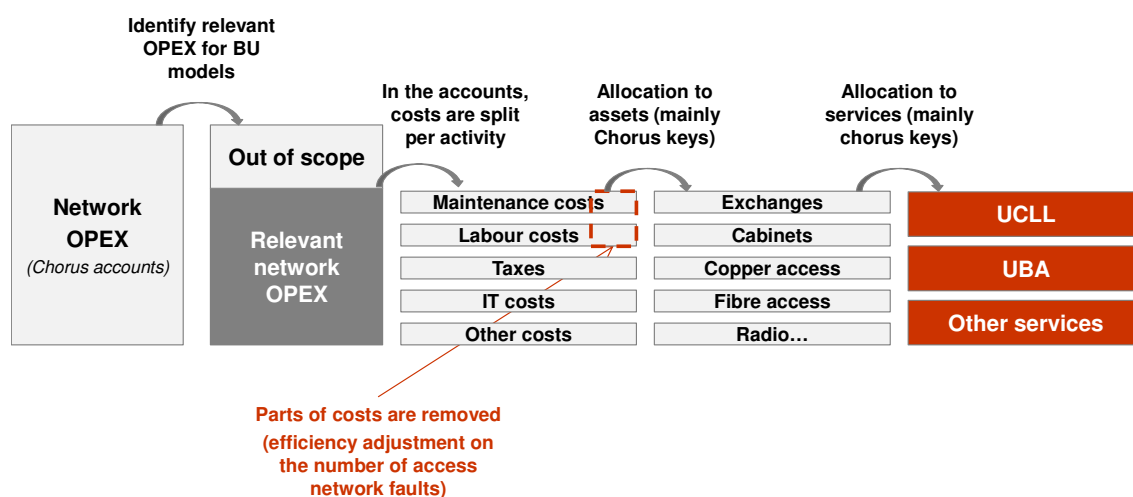 Identify relevant
OPEX for BU
models
In the accounts,
costs are split
per activity
Allocation to
assets (mainly
Chorus keys)
Allocation to
services (mainly
chorus keys)
Network
OPEX
(Chorus accounts)
Out of scope
Relevant
network
OPEX
Maintenance costs
Labour costs
Taxes
IT costs
Other costs
Exchanges
Cabinets
Copper access
Fibre access
Radio…
UCLL
UBA
Other services
Parts of costs are removed
(efficiency adjustment on
the number of access
network faults)